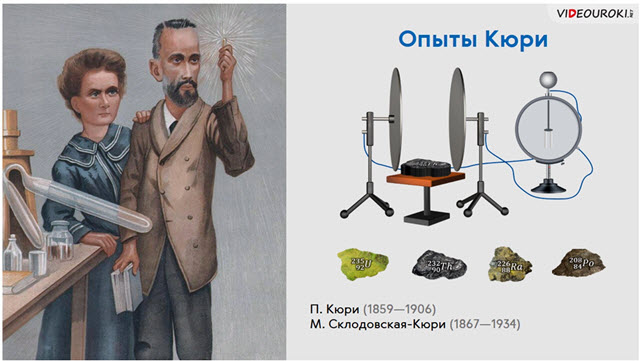 VIDEOUROKI.NET
Опыты Кюри
235 92 U
232 90 Th
226 88 Ra
208 84 Po
П. Кюри (1859—1906)
М. Склодовская-Кюри (1867—1934)